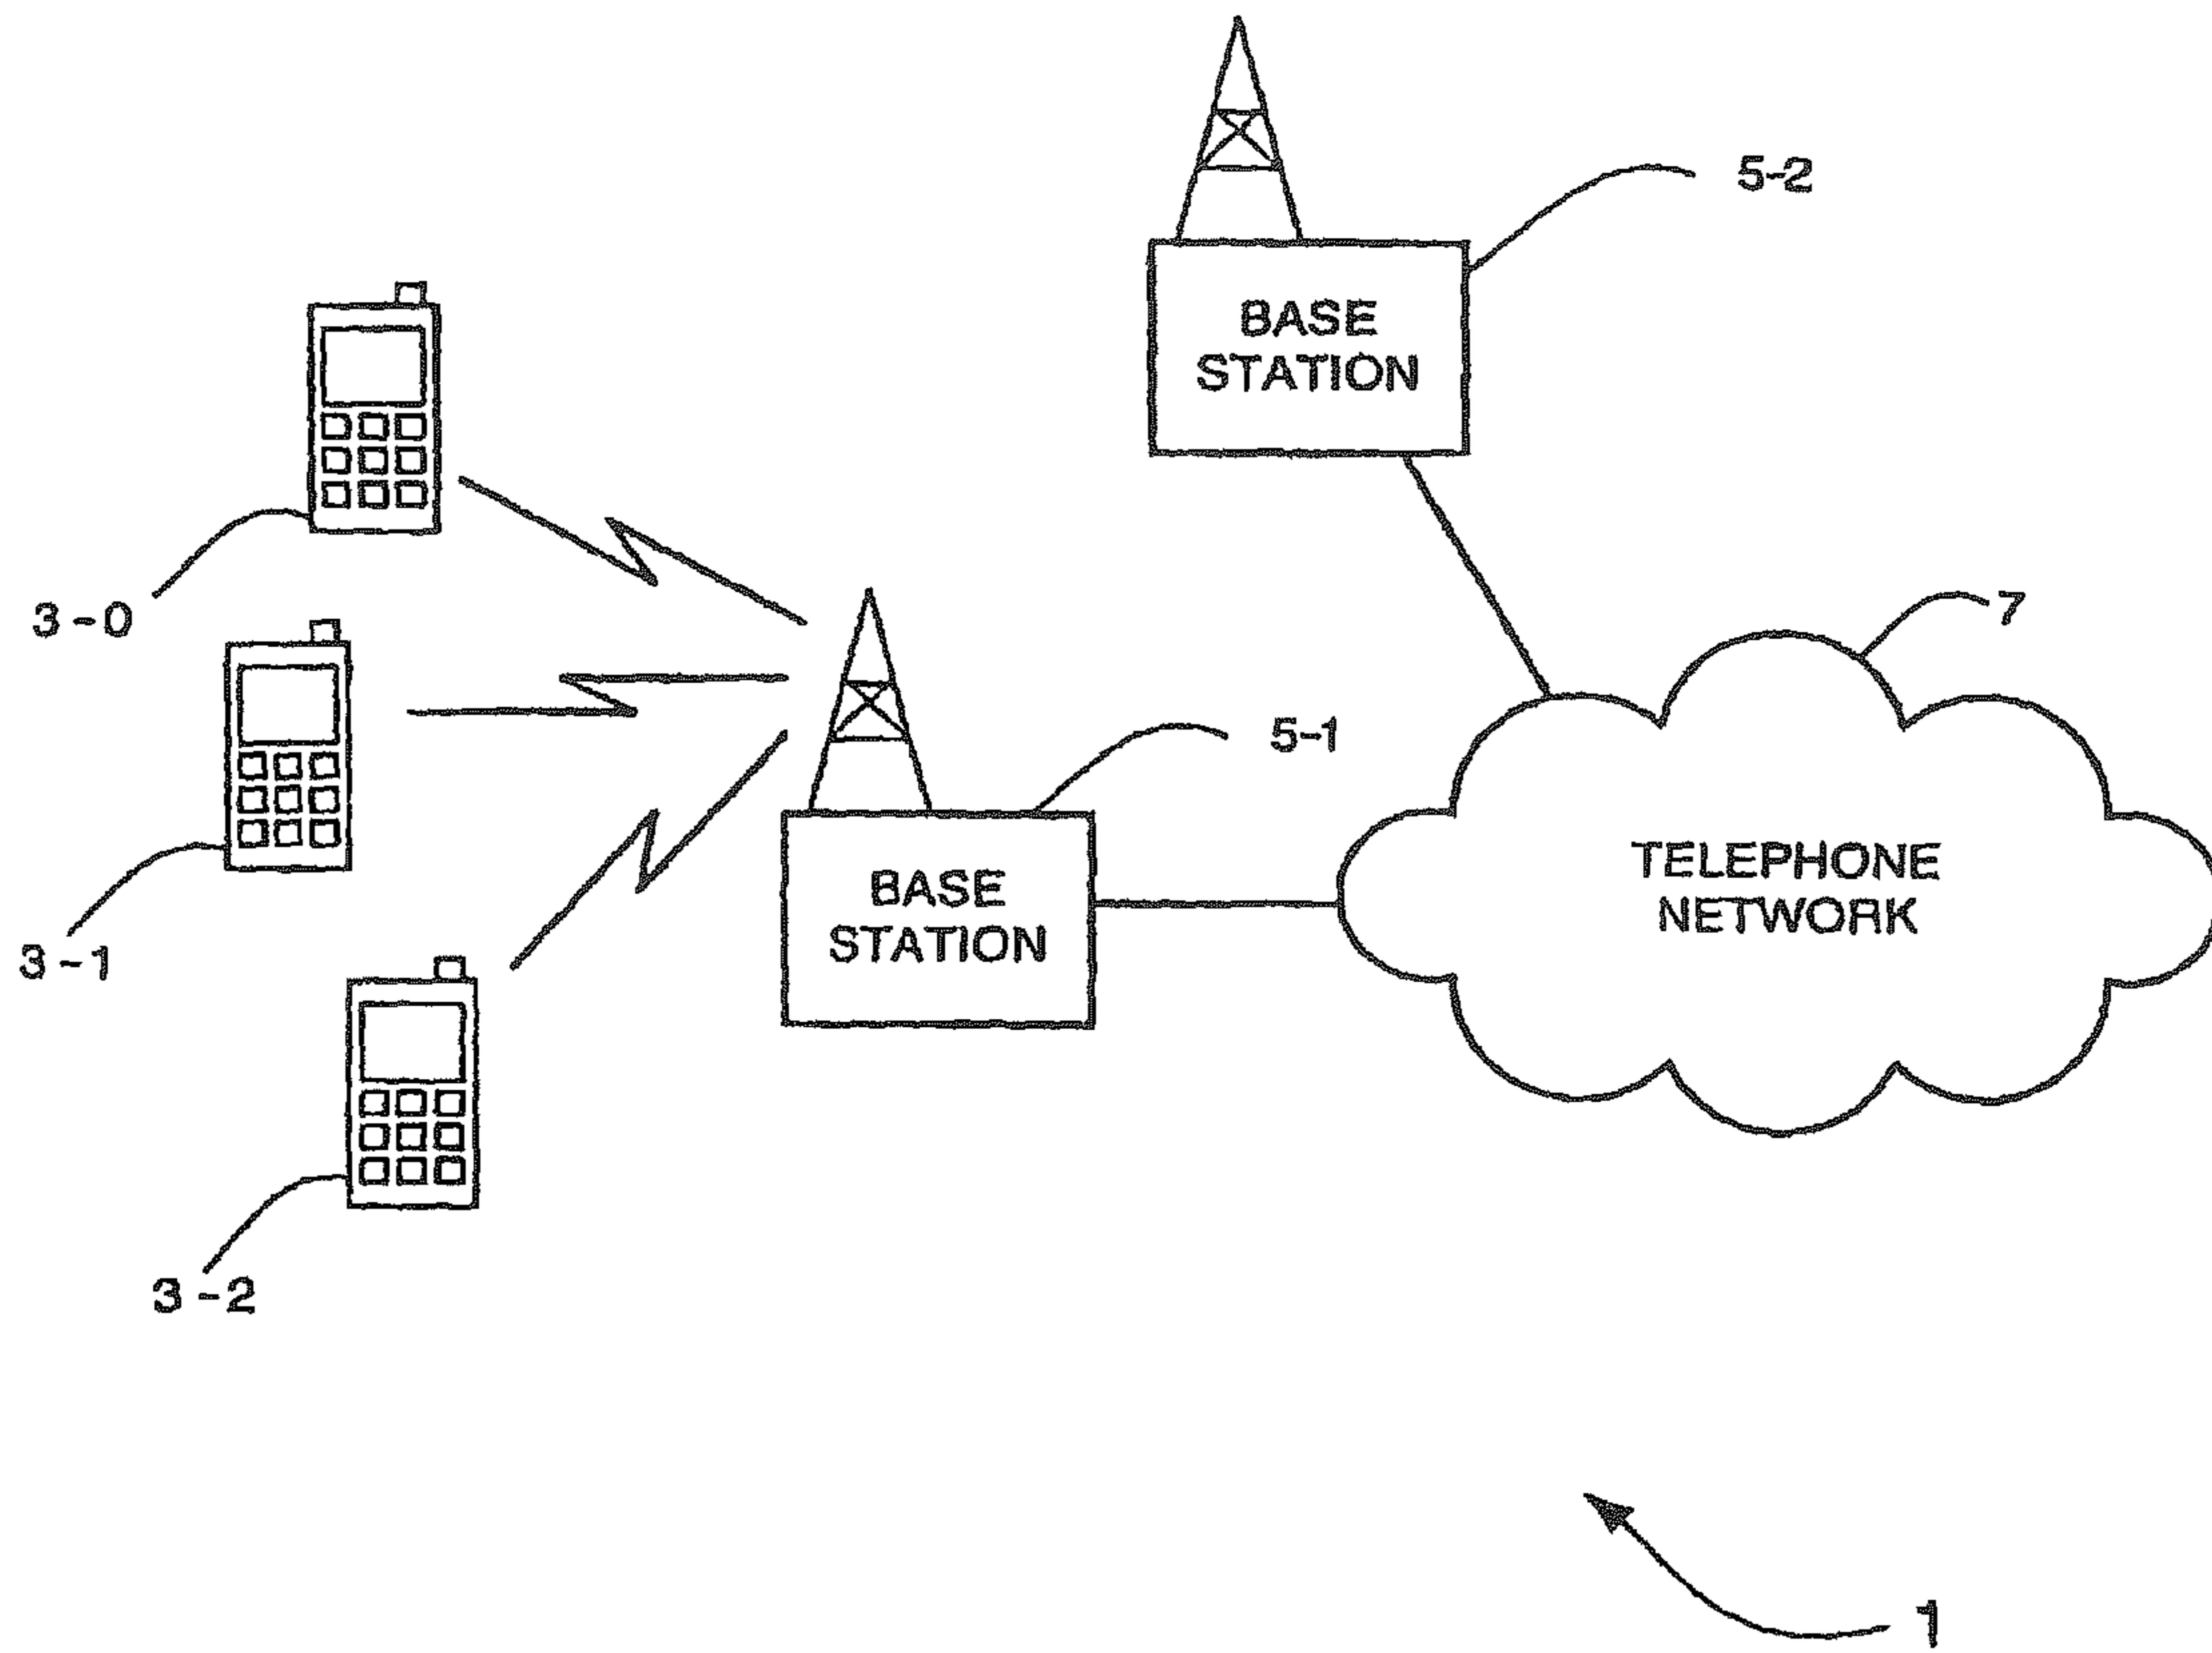 5-2
BASE
STATION
3-0
7
5-1
TELEPHONE
NETWORK
BASE
STATION
3-1
3-2
1